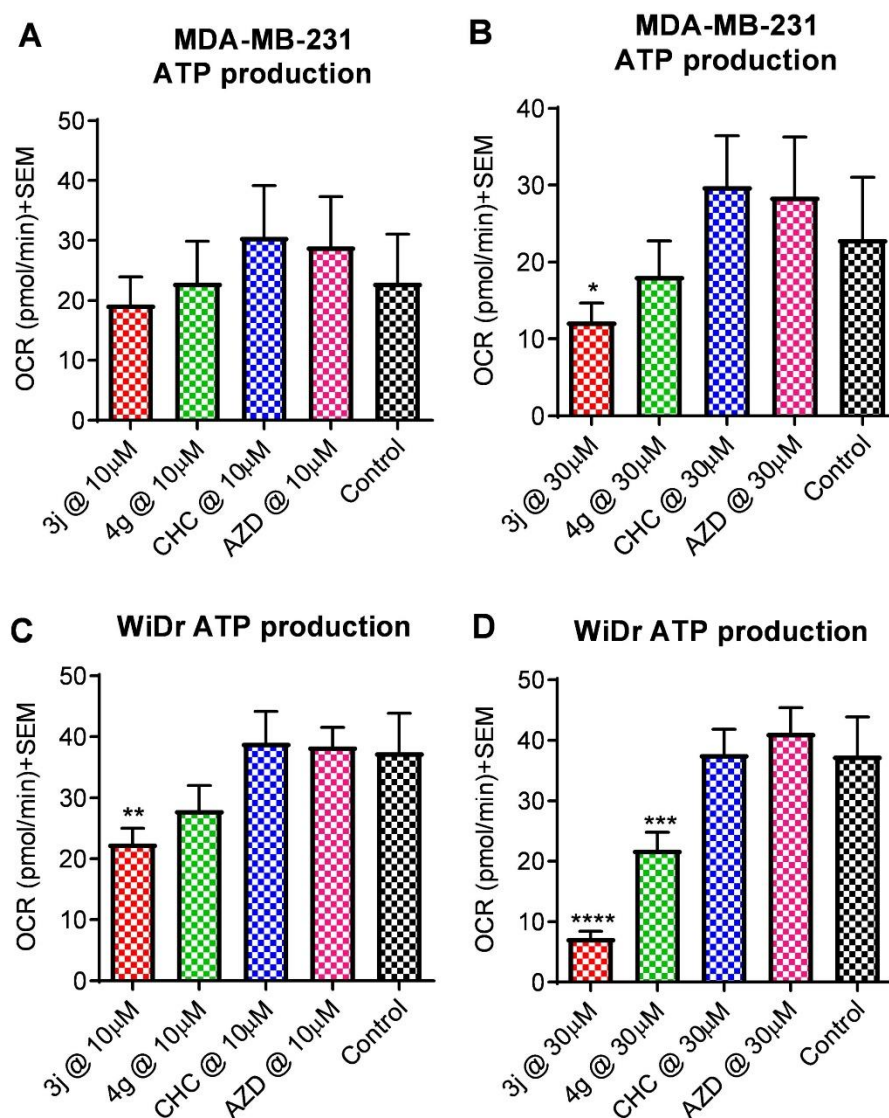 A
MDA-MB-231
ATP production
OCR (pmol/min)+SEM
50
40
30
20
10
0
3j @ 10μM
4g @ 10μM
CHC @ 10μM
AZD @ 10μM
Control
B
MDA-MB-231
ATP production
OCR (pmol/min)+SEM
40
30
20
10
0
*
3j @ 30μM
4g @ 30μM
CHC @ 30μM
AZD @ 30μM
Control
C
WiDr ATP production
OCR (pmol/min)+SEM
50
40
30
20
10
0
**
3j @ 10μM
4g @ 10μM
CHC @ 10μM
AZD @ 10μM
Control
D
WiDr ATP production
OCR (pmol/min)+SEM
50
40
30
20
10
0
****
***
3j @ 30μM
4g @ 30μM
CHC @ 30μM
AZD @ 30μM
Control